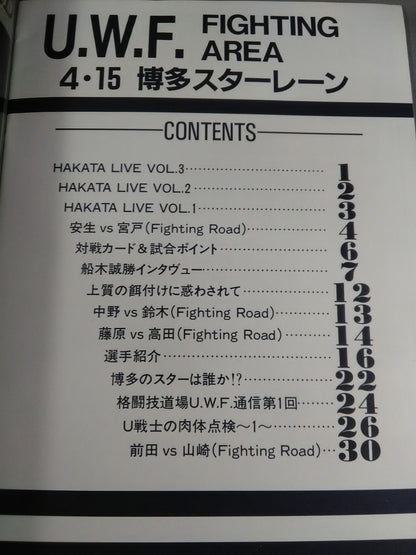 U.W.F. FIGHTING AREA
4・15 博多スターレーン
CONTENTS
HAKATA LIVE VOL.3 1
HAKATA LIVE VOL.2 2
HAKATA LIVE VOL.1 3
安生 vs 宮戸(Fighting Road) 4
対戦カード&試合ポイント 6
船木誠勝インタヴュー 7
上質の餌付けに惑わされて 12
中野 vs 鈴木(Fighting Road) 13
藤原 vs 高田(Fighting Road) 14
選手紹介 16
博多のスターは誰か!? 22
格闘技道場U.W.F.通信第1回 24
U戦士の肉体点検〜1〜 26
前田 vs 山崎(Fighting Road) 30